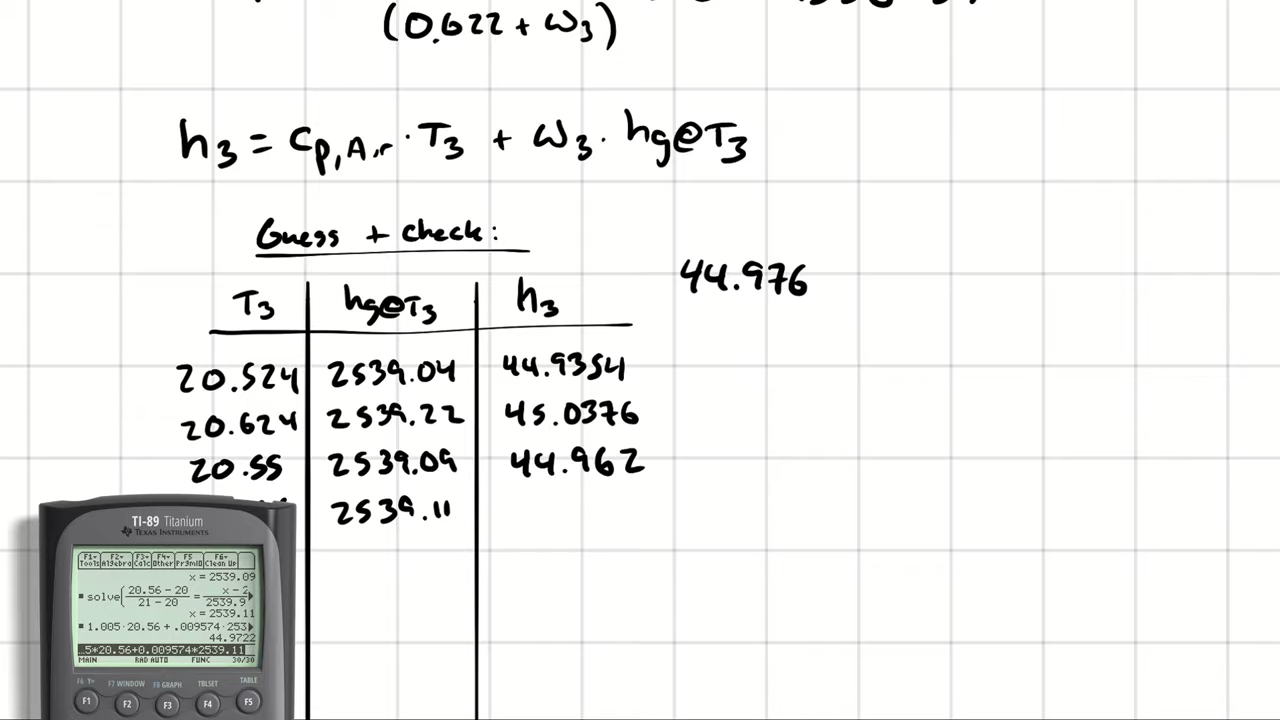 (0.622 + ω3)
h3 = Cp,Air · T3 + ω3 · hg@T3
Guess + check:
44.976
T3 hg@T3 h3
20.524 2539.04 44.9354
20.624 2539.22 45.0376
20.55 2539.09 44.962
2539.11
TI-89 Titanium
TEXAS INSTRUMENTS
F1 F2 F3 F4 F5 F6
Tools Algebra Calc Other PrgmIO Clean Up
x = 2539.09
solve(20.56 - 20 / 21 - 20 = x - 2 / 2539.9
x = 2539.11
1.005 · 20.56 + .009574 · 253
44.9722
5*20.56+0.009574*2539.11
MAIN RAD AUTO FUNC 30/30
F6 Y= F7 WINDOW F8 GRAPH TBLSET TABLE
F1 F2 F3 F4 F5